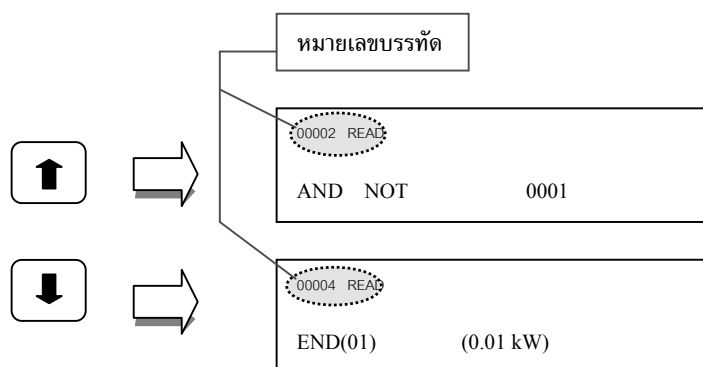 หมายเลขบรรทัด
00002 READ
AND NOT 0001
00004 READ
END(01) (0.01 kW)